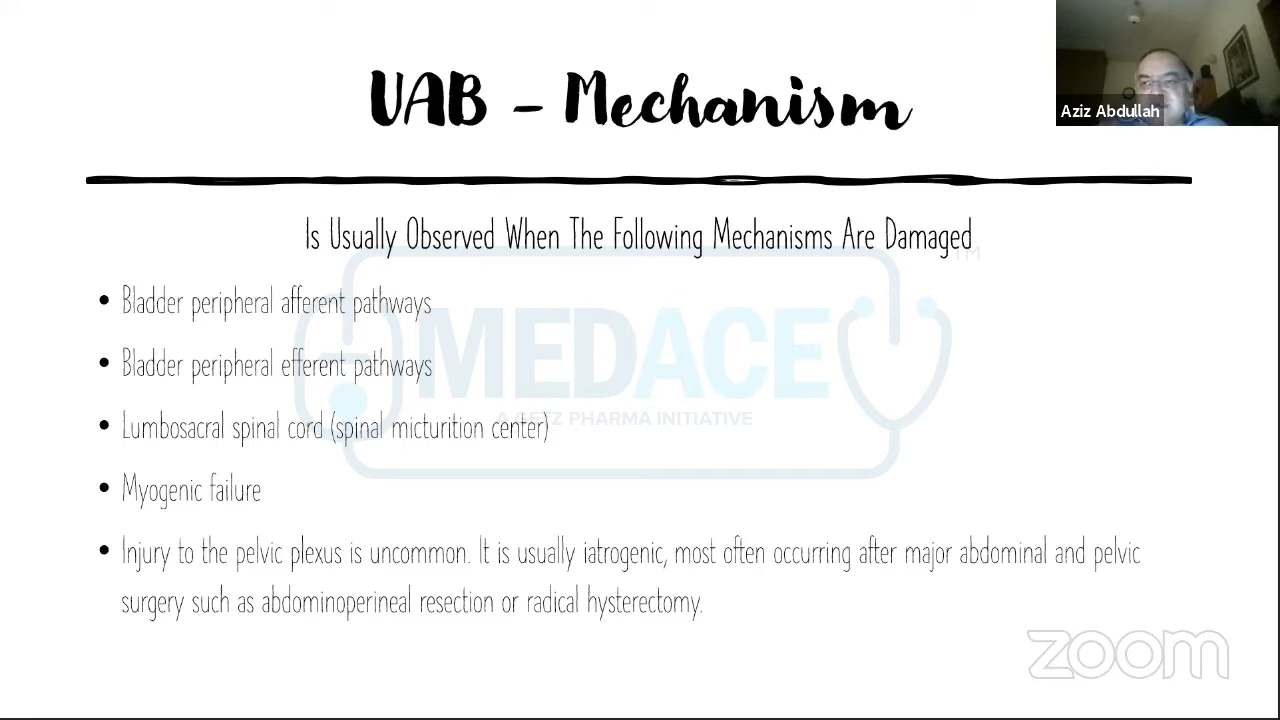 UAB - Mechanism
Aziz Abdullah
Is Usually Observed When The Following Mechanisms Are Damaged
TM
• Bladder peripheral afferent pathways
• Bladder peripheral efferent pathways
MEDACE
A GETZ PHARMA INITIATIVE
• Lumbosacral spinal cord (spinal micturition center)
• Myogenic failure
• Injury to the pelvic plexus is uncommon. It is usually iatrogenic, most often occurring after major abdominal and pelvic
surgery such as abdominoperineal resection or radical hysterectomy.
zoom